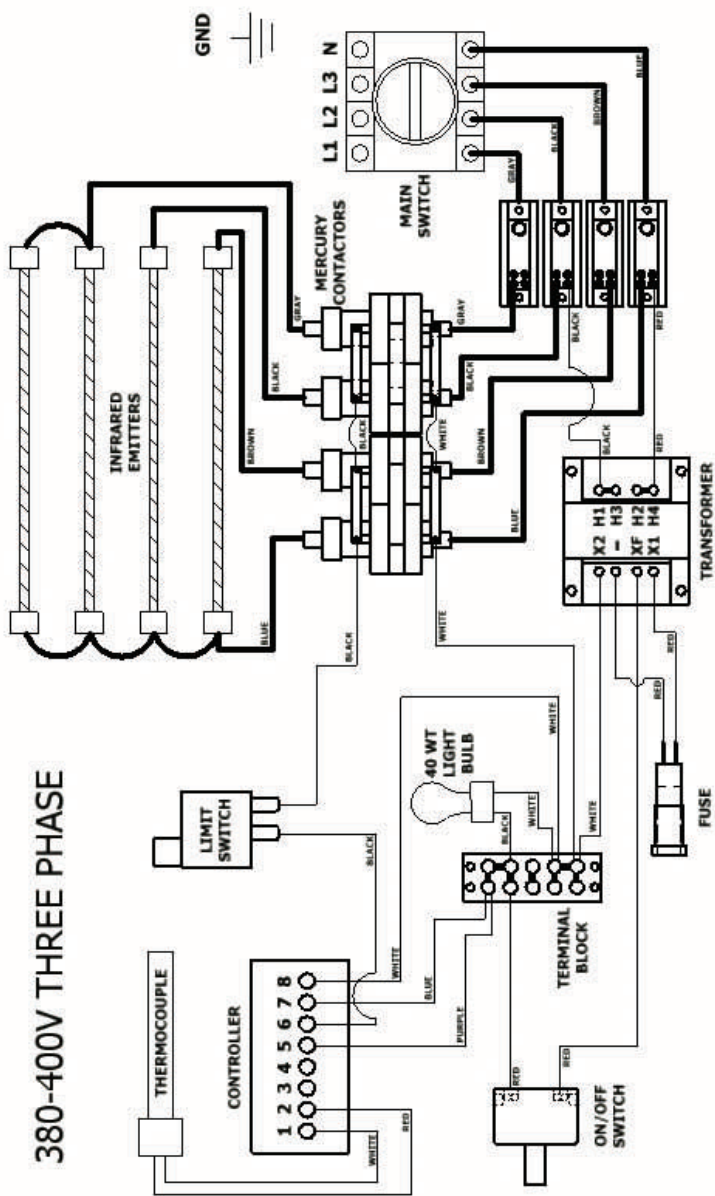 380-400V THREE PHASE
GND
L1 L2 L3 N
MAIN
SWITCH
GRAY
BLACK
BROWN
BLUE
MERCURY
CONTACTORS
INFRARED
EMITTERS
GRAY
BLACK
BROWN
BLUE
GRAY
BLACK
WHITE
BLACK
BROWN
BLUE
BLACK
RED
BLACK
RED
BLACK
WHITE
LIMIT
SWITCH
BLACK
40 WT
LIGHT
BULB
BLACK
WHITE
WHITE
WHITE
X2 H1
- H3
XF H2
X1 H4
TRANSFORMER
RED
RED
FUSE
THERMOCOUPLE
CONTROLLER
1 2 3 4 5 6 7 8
WHITE
RED
WHITE
BLUE
PURPLE
TERMINAL
BLOCK
RED
RED
ON/OFF
SWITCH